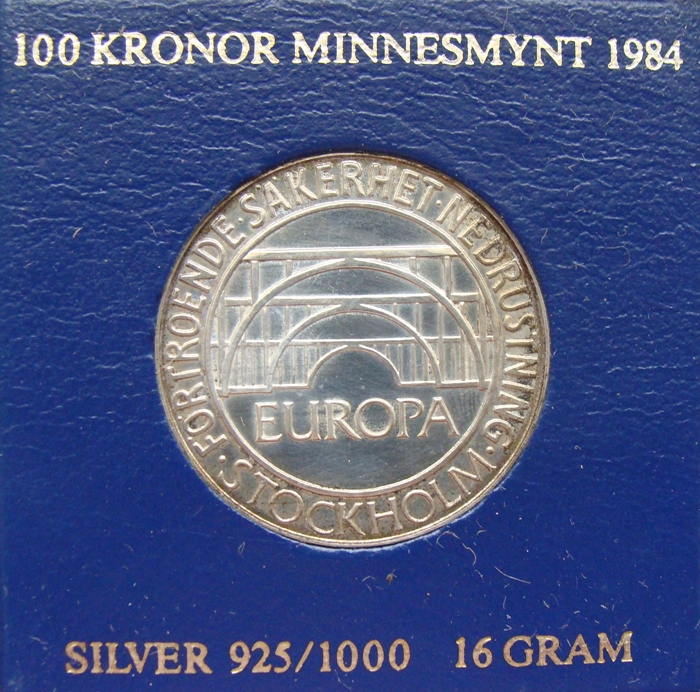 100 KRONOR MINNESMYNT 1984
FÖRTROENDE·SÄKERHET·NEDRUSTNING·
STOCKHOLM·
EUROPA
SILVER 925/1000 16 GRAM